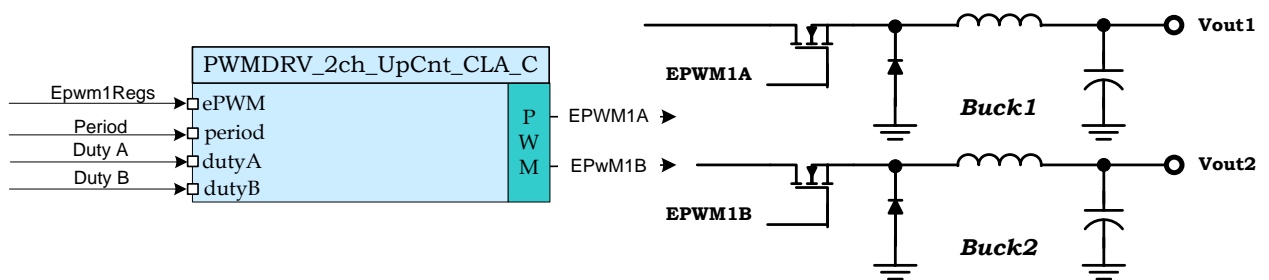 PWMDRV_2ch_UpCnt_CLA_C
Epwm1Regs
Period
Duty A
Duty B
ePWM
period
dutyA
dutyB
P
W
M
EPWM1A
EPwM1B
EPWM1A
Buck1
Vout1
EPWM1B
Buck2
Vout2